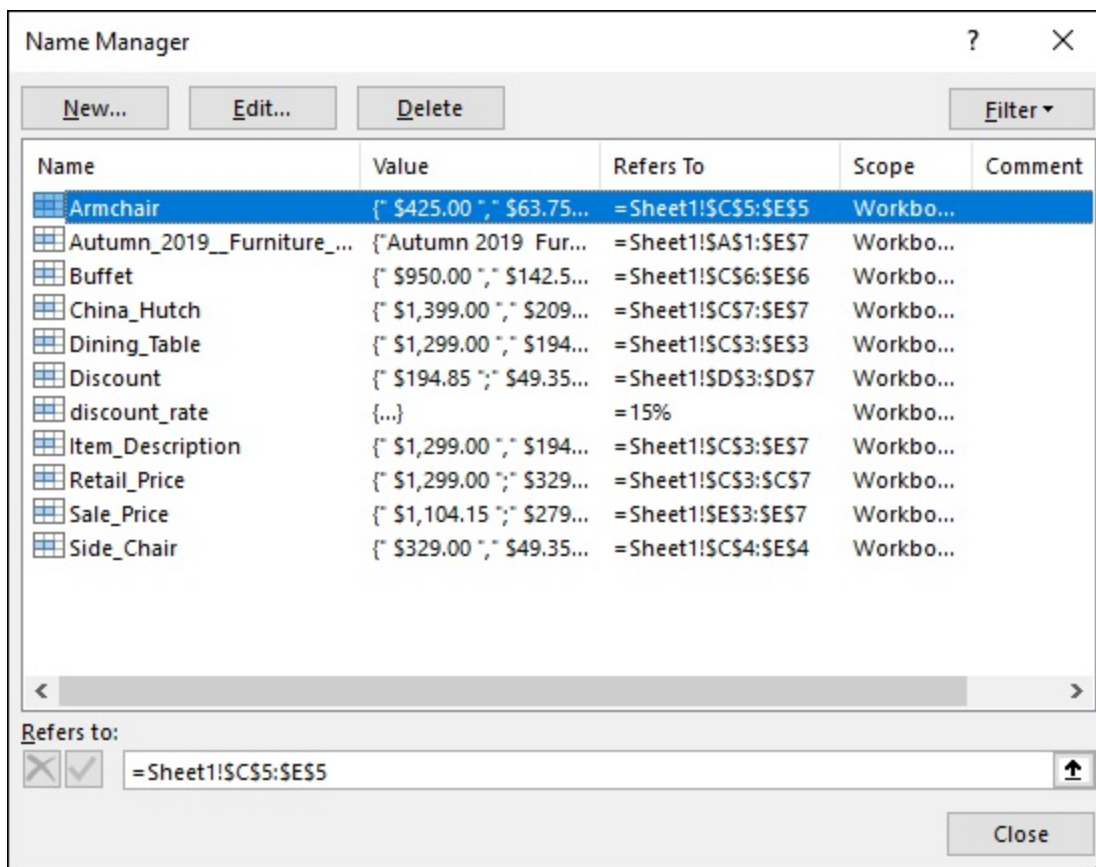 Name Manager ? X
New... Edit... Delete Filter
Name Value Refers To Scope Comment
Armchair {" $425.00 "," $63.75... =Sheet1!$C$5:$E$5 Workbo...
Autumn_2019__Furniture_... {"Autumn 2019  Fur... =Sheet1!$A$1:$E$7 Workbo...
Buffet {" $950.00 "," $142.5... =Sheet1!$C$6:$E$6 Workbo...
China_Hutch {" $1,399.00 "," $209... =Sheet1!$C$7:$E$7 Workbo...
Dining_Table {" $1,299.00 "," $194... =Sheet1!$C$3:$E$3 Workbo...
Discount {" $194.85 ";" $49.35... =Sheet1!$D$3:$D$7 Workbo...
discount_rate {...} =15% Workbo...
Item_Description {" $1,299.00 "," $194... =Sheet1!$C$3:$E$7 Workbo...
Retail_Price {" $1,299.00 ";" $329... =Sheet1!$C$3:$C$7 Workbo...
Sale_Price {" $1,104.15 ";" $279... =Sheet1!$E$3:$E$7 Workbo...
Side_Chair {" $329.00 "," $49.35... =Sheet1!$C$4:$E$4 Workbo...
Refers to:
=Sheet1!$C$5:$E$5
Close